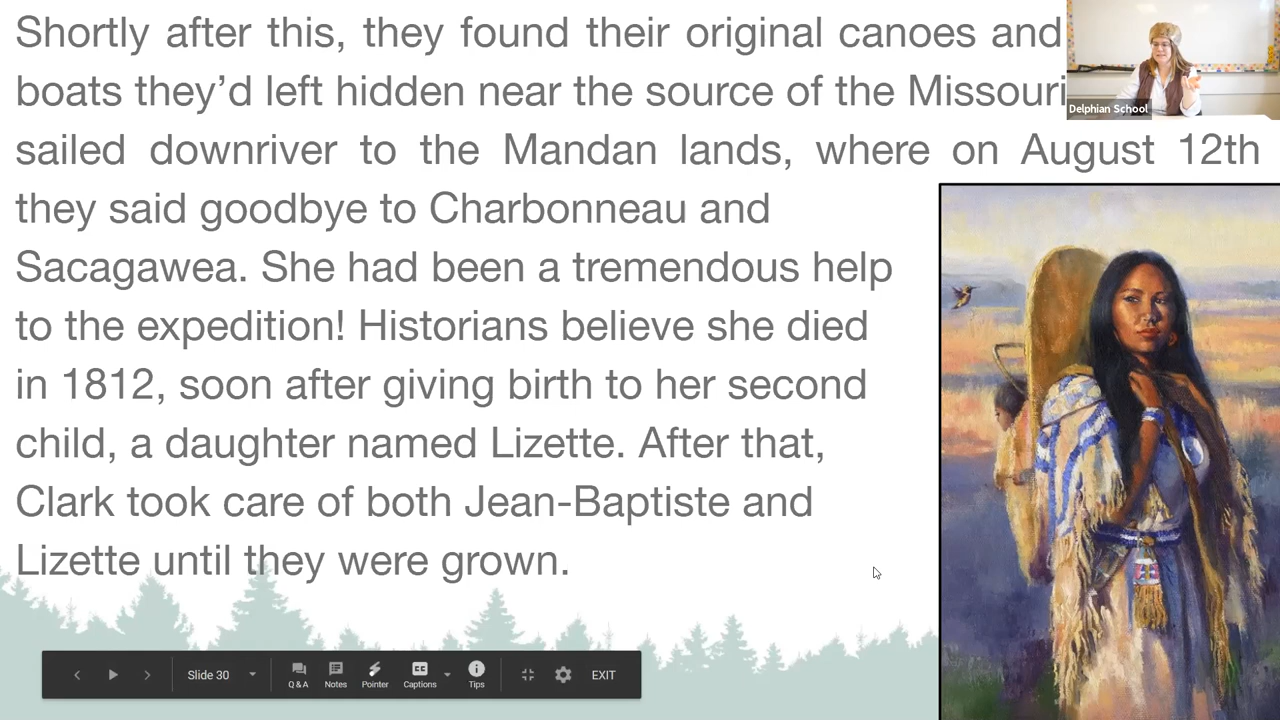 Shortly after this, they found their original canoes and
Delphian School
boats they’d left hidden near the source of the Missouri
sailed downriver to the Mandan lands, where on August 12th
they said goodbye to Charbonneau and
Sacagawea. She had been a tremendous help
to the expedition! Historians believe she died
in 1812, soon after giving birth to her second
child, a daughter named Lizette. After that,
Clark took care of both Jean-Baptiste and
Lizette until they were grown.
Slide 30 Q & A Notes Pointer Captions Tips EXIT